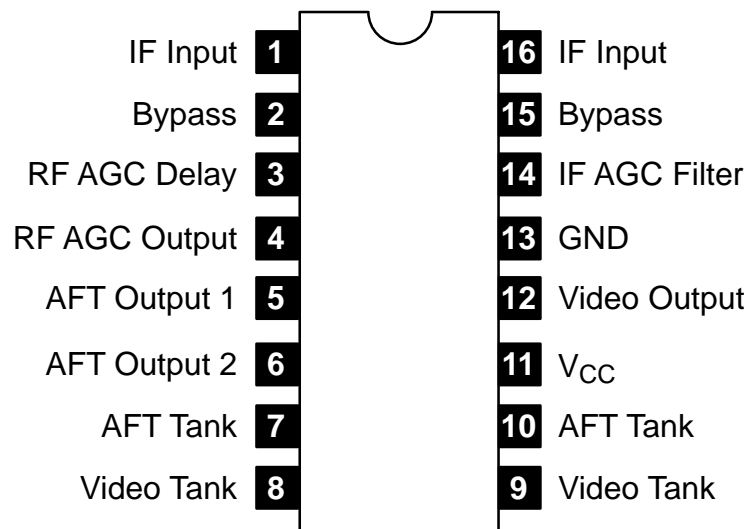 IF Input 1 16 IF Input
Bypass 2 15 Bypass
RF AGC Delay 3 14 IF AGC Filter
RF AGC Output 4 13 GND
AFT Output 1 5 12 Video Output
AFT Output 2 6 11 VCC
AFT Tank 7 10 AFT Tank
Video Tank 8 9 Video Tank